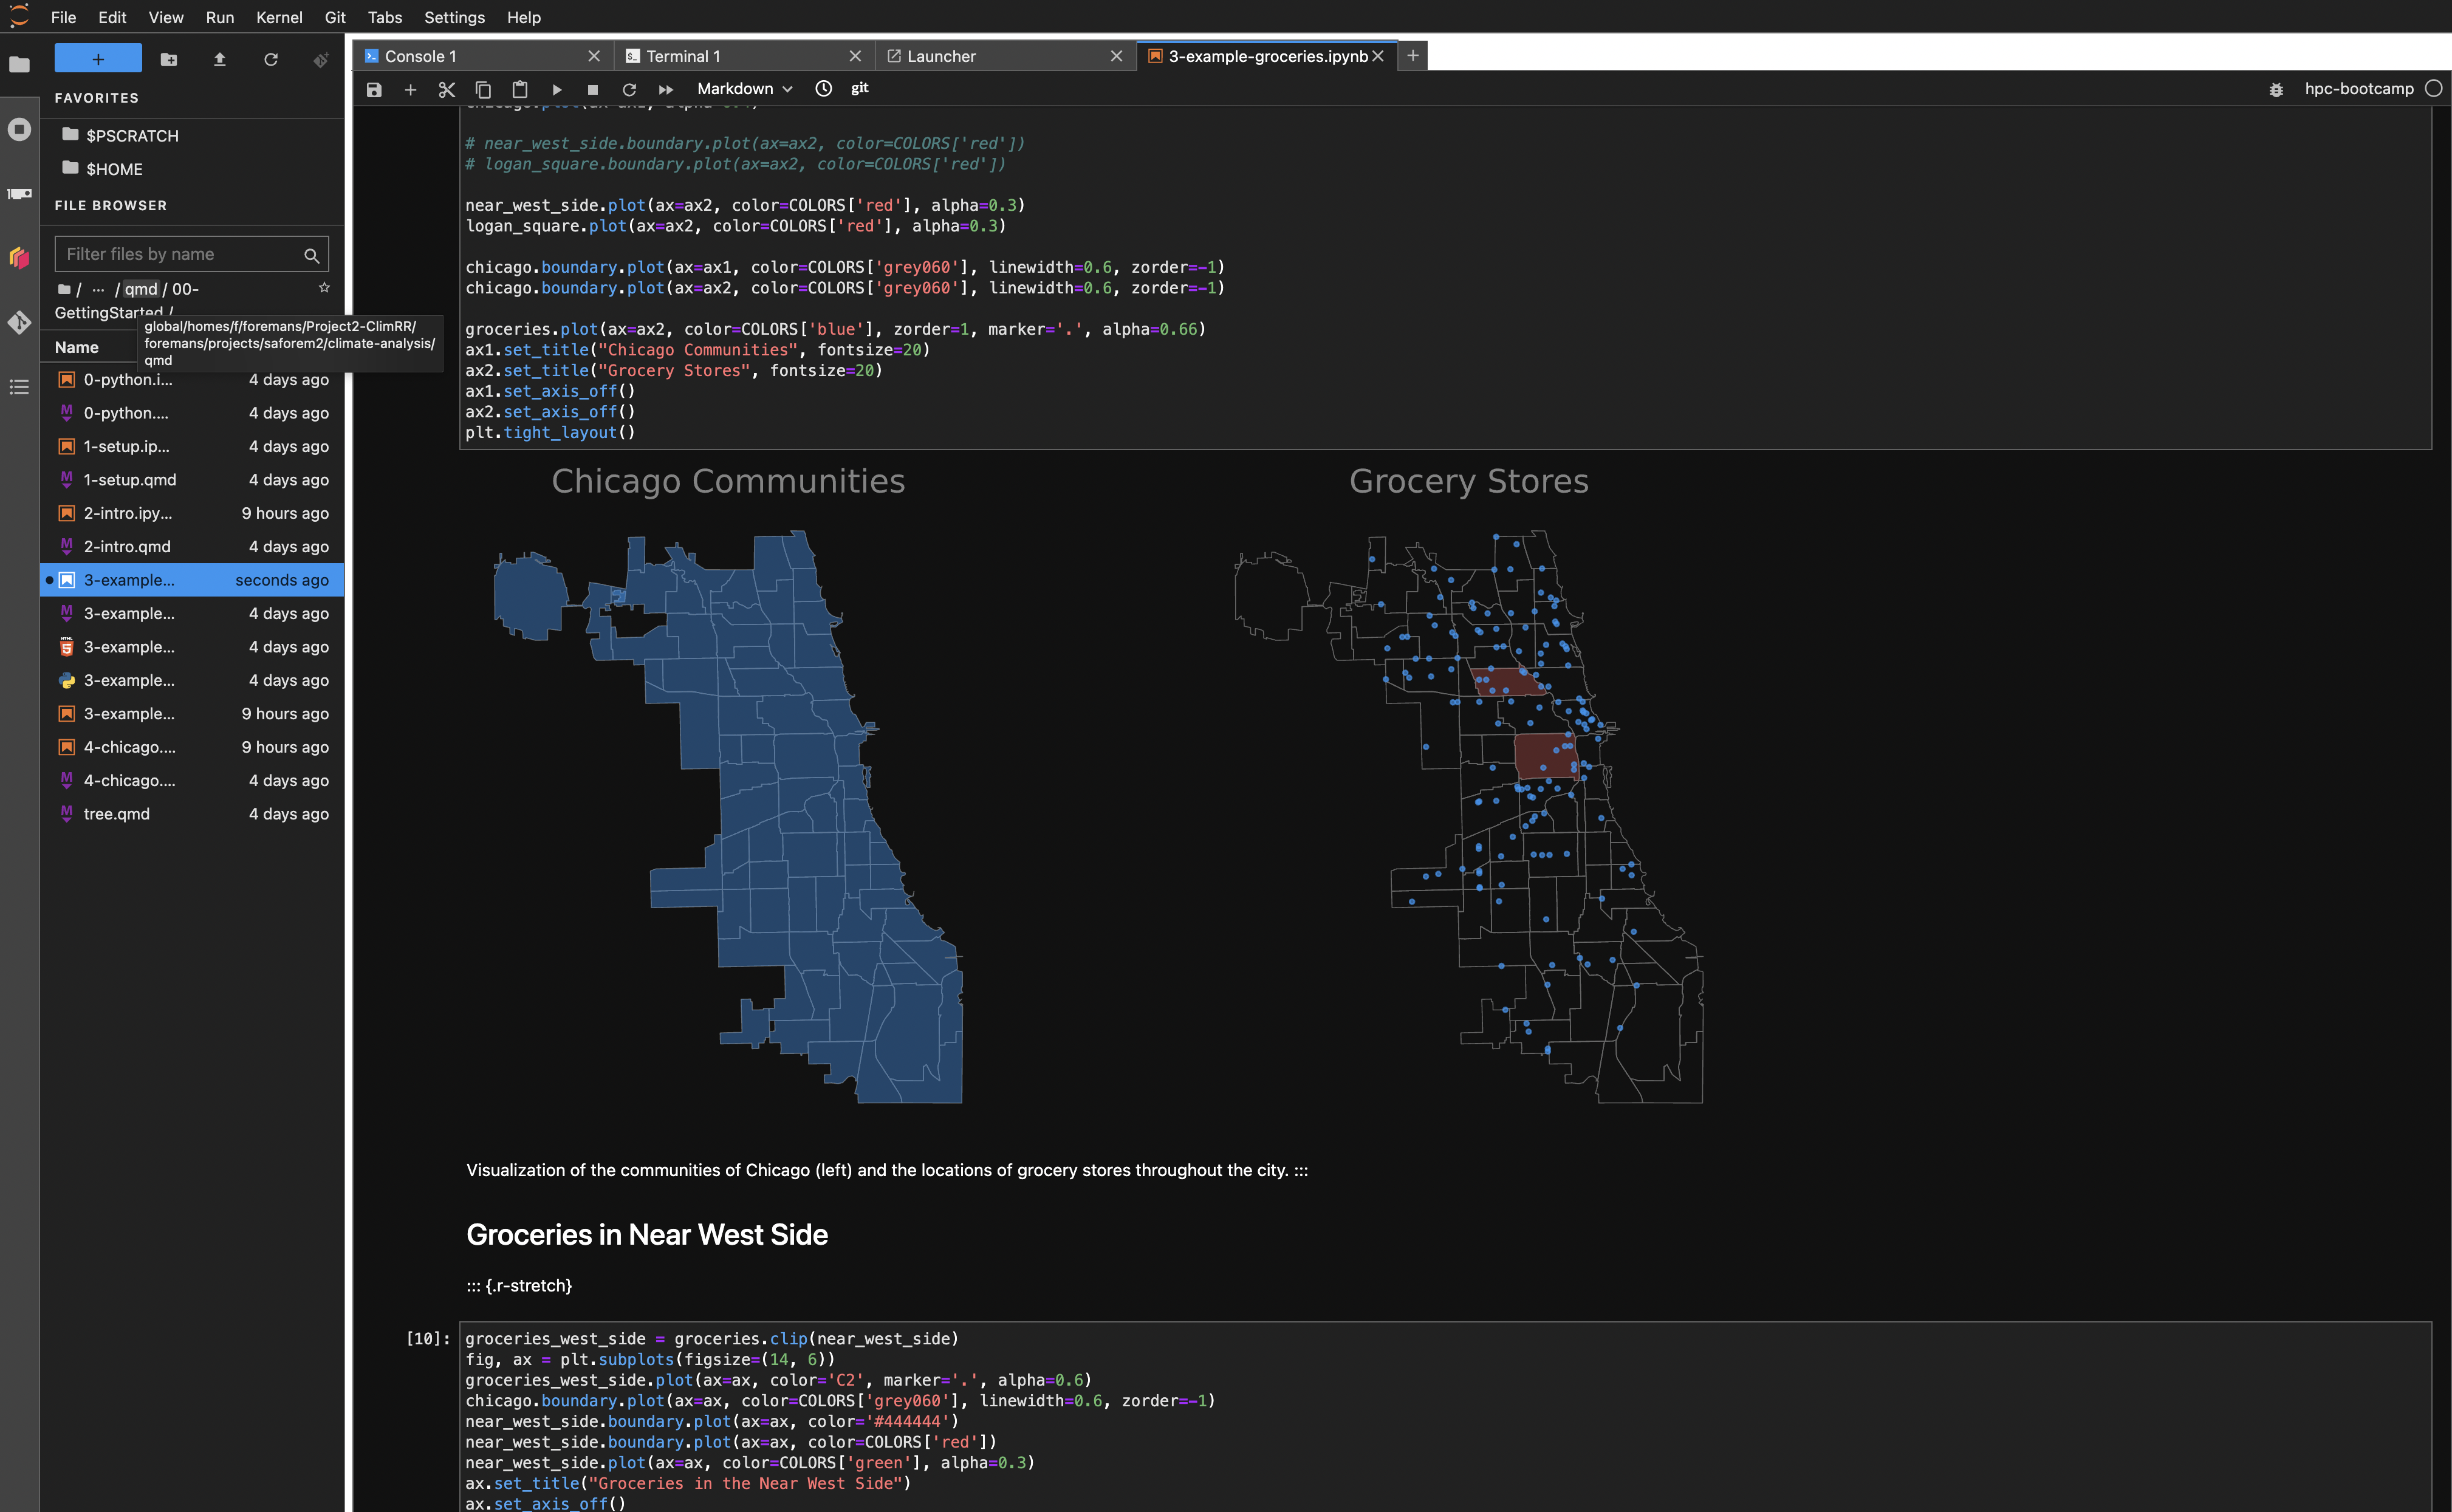 File Edit View Run Kernel Git Tabs Settings Help
+
FAVORITES
$PSCRATCH
$HOME
FILE BROWSER
Filter files by name
/ ··· / qmd / 00-
GettingStarted /
global/homes/f/foremans/Project2-ClimRR/
foremans/projects/saforem2/climate-analysis/
qmd
Name
0-python.i... 4 days ago
0-python.... 4 days ago
1-setup.ip... 4 days ago
1-setup.qmd 4 days ago
2-intro.ipy... 9 hours ago
2-intro.qmd 4 days ago
3-example... seconds ago
3-example... 4 days ago
3-example... 4 days ago
3-example... 4 days ago
3-example... 9 hours ago
4-chicago.... 9 hours ago
4-chicago.... 4 days ago
tree.qmd 4 days ago
Console 1
Terminal 1
Launcher
3-example-groceries.ipynb
+
Markdown
git
hpc-bootcamp
# near_west_side.boundary.plot(ax=ax2, color=COLORS['red'])
# logan_square.boundary.plot(ax=ax2, color=COLORS['red'])
near_west_side.plot(ax=ax2, color=COLORS['red'], alpha=0.3)
logan_square.plot(ax=ax2, color=COLORS['red'], alpha=0.3)
chicago.boundary.plot(ax=ax1, color=COLORS['grey060'], linewidth=0.6, zorder=-1)
chicago.boundary.plot(ax=ax2, color=COLORS['grey060'], linewidth=0.6, zorder=-1)
groceries.plot(ax=ax2, color=COLORS['blue'], zorder=1, marker='.', alpha=0.66)
ax1.set_title("Chicago Communities", fontsize=20)
ax2.set_title("Grocery Stores", fontsize=20)
ax1.set_axis_off()
ax2.set_axis_off()
plt.tight_layout()
Chicago Communities
Grocery Stores
Visualization of the communities of Chicago (left) and the locations of grocery stores throughout the city. :::
Groceries in Near West Side
::: {.r-stretch}
[10]:
groceries_west_side = groceries.clip(near_west_side)
fig, ax = plt.subplots(figsize=(14, 6))
groceries_west_side.plot(ax=ax, color='C2', marker='.', alpha=0.6)
chicago.boundary.plot(ax=ax, color=COLORS['grey060'], linewidth=0.6, zorder=-1)
near_west_side.boundary.plot(ax=ax, color='#444444')
near_west_side.boundary.plot(ax=ax, color=COLORS['red'])
near_west_side.plot(ax=ax, color=COLORS['green'], alpha=0.3)
ax.set_title("Groceries in the Near West Side")
ax.set_axis_off()